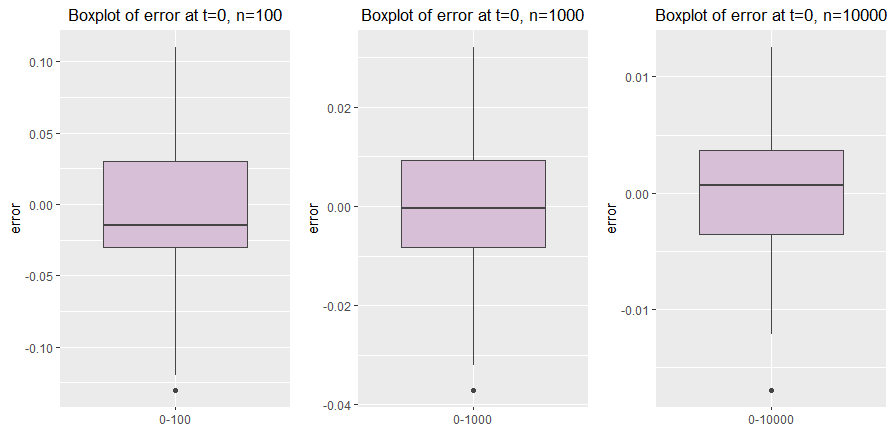 Boxplot of error at t=0, n=100
0.10
0.05
0.00
-0.05
-0.10
error
0-100
Boxplot of error at t=0, n=1000
0.02
0.00
-0.02
-0.04
error
0-1000
Boxplot of error at t=0, n=10000
0.01
0.00
-0.01
error
0-10000